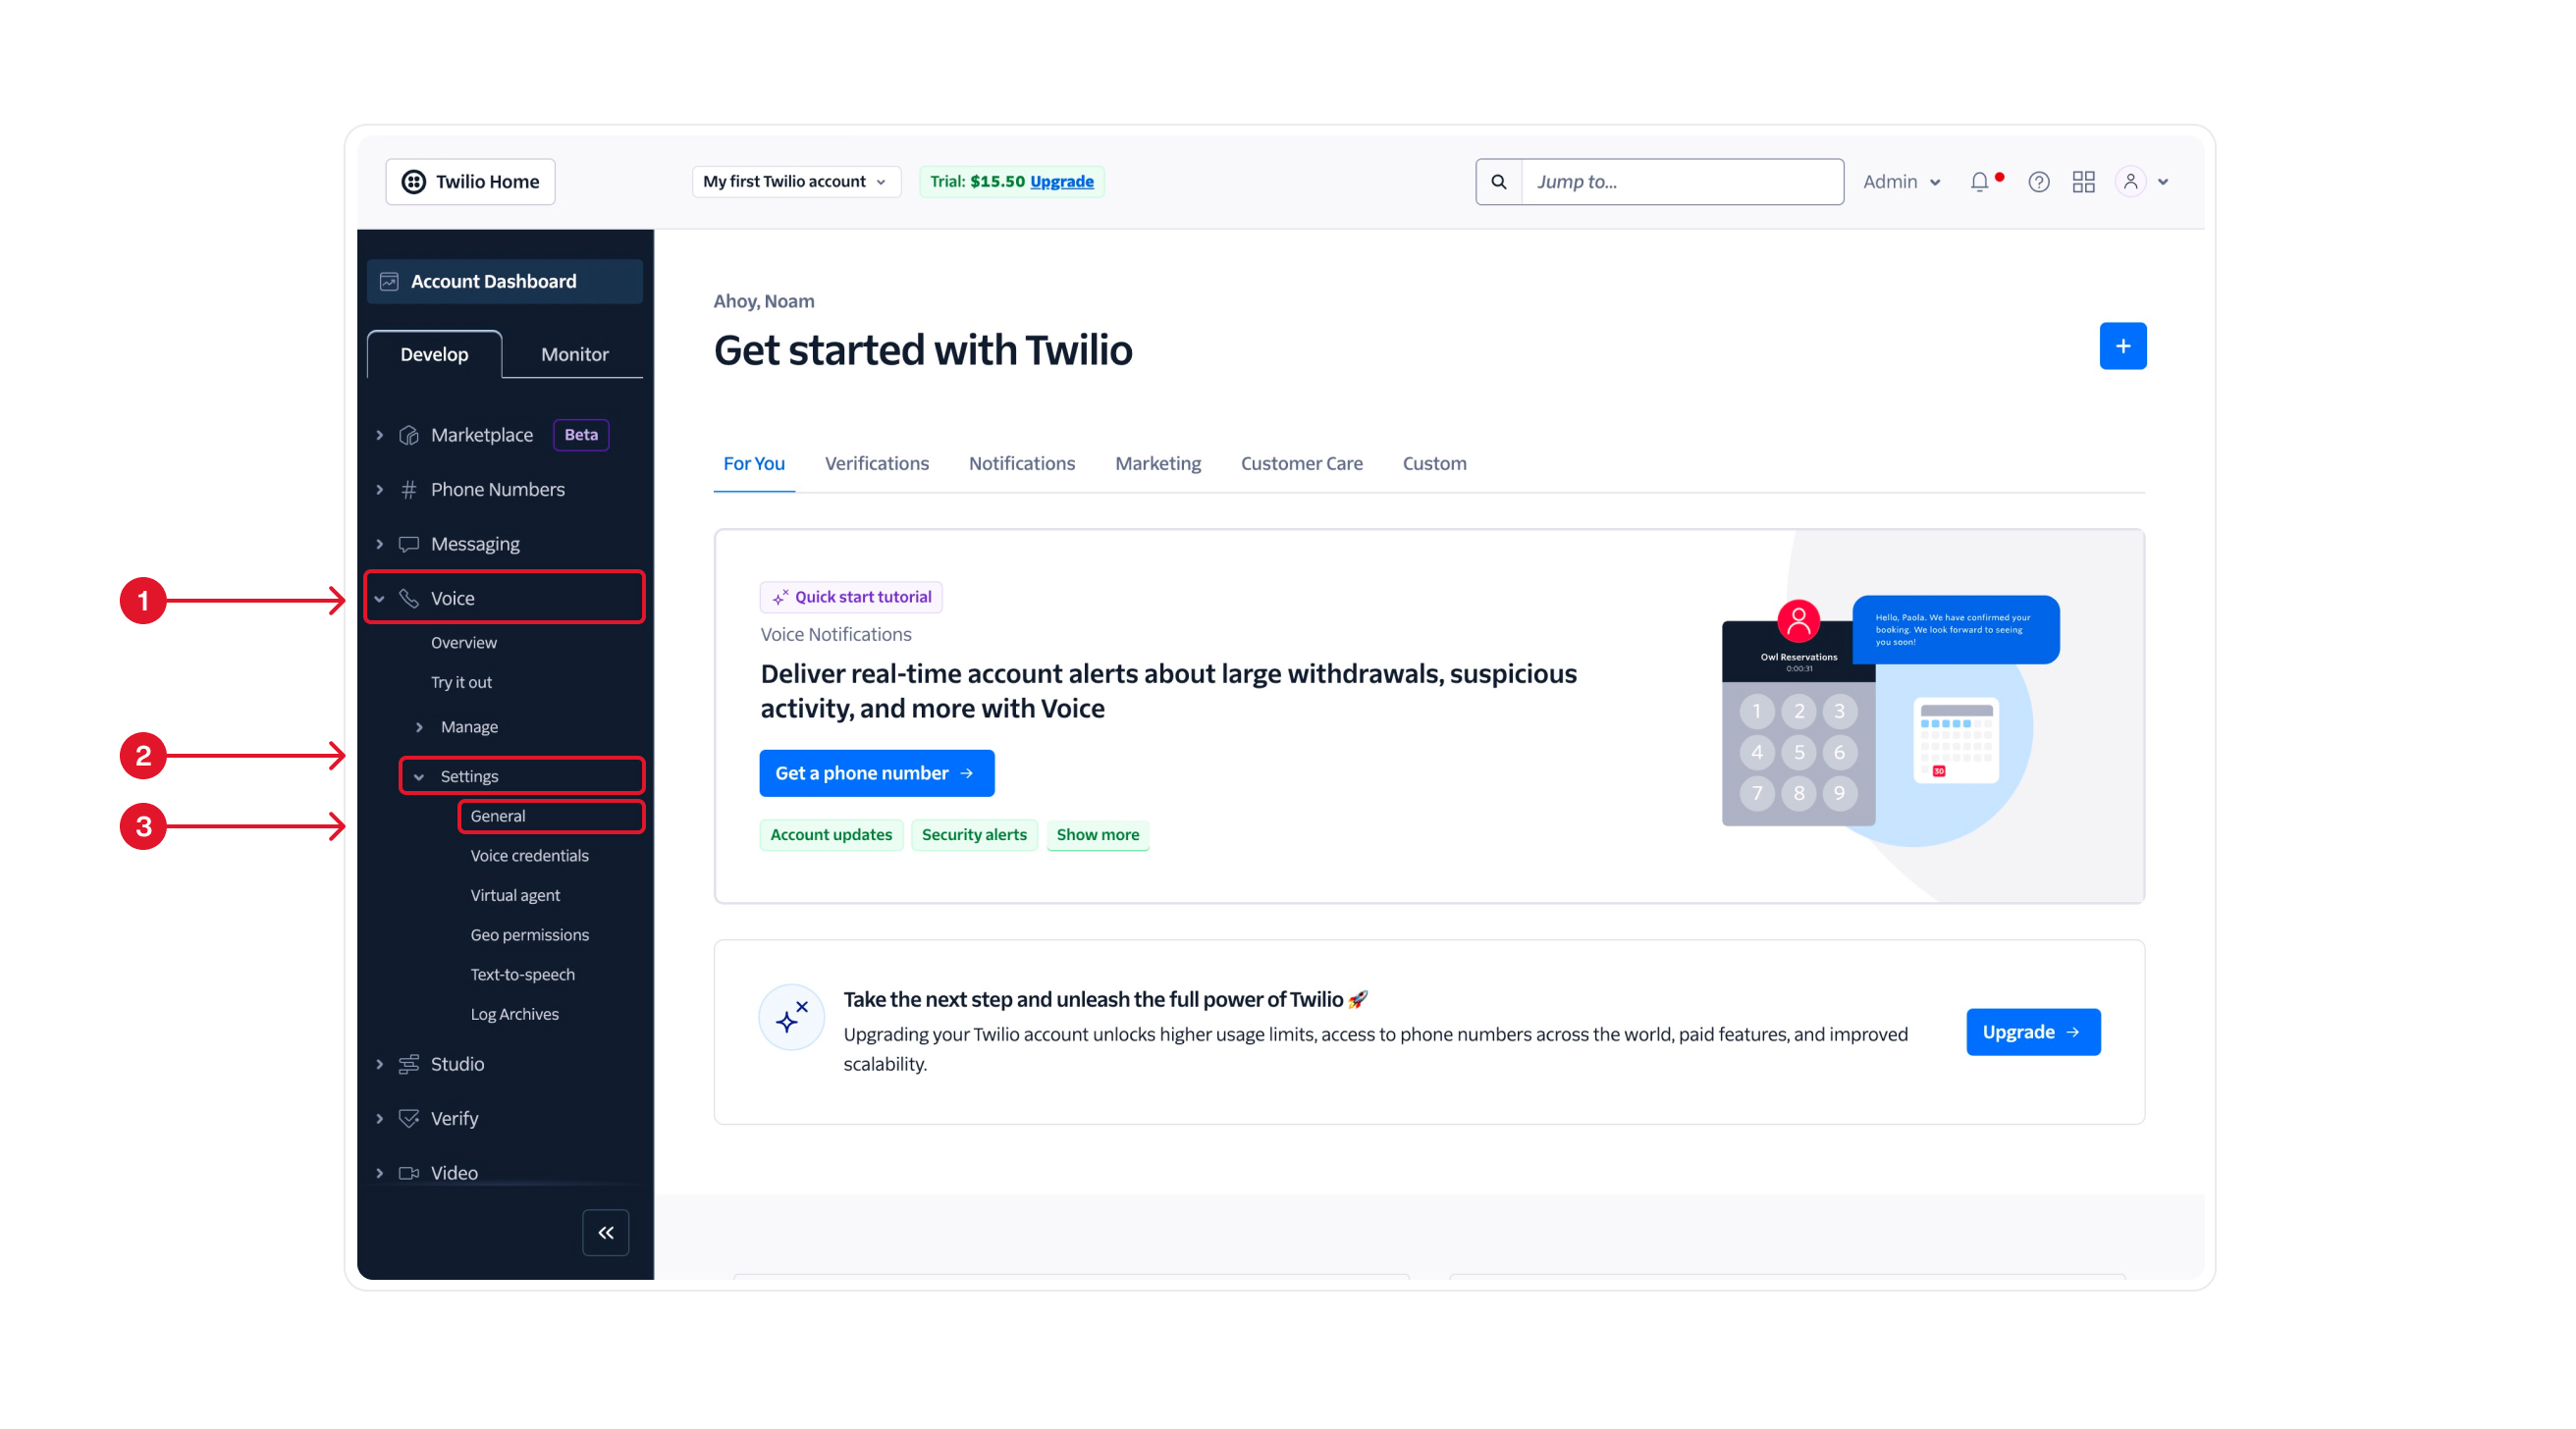 Twilio Home
My first Twilio account
Trial: $15.50 Upgrade
Jump to...
Admin
Account Dashboard
Develop
Monitor
Marketplace
Beta
Phone Numbers
Messaging
1
Voice
Overview
Try it out
2
Manage
Settings
3
General
Voice credentials
Virtual agent
Geo permissions
Text-to-speech
Log Archives
Studio
Verify
Video
Ahoy, Noam
Get started with Twilio
+
For You
Verifications
Notifications
Marketing
Customer Care
Custom
Quick start tutorial
Voice Notifications
Deliver real-time account alerts about large withdrawals, suspicious
activity, and more with Voice
Get a phone number →
Account updates
Security alerts
Show more
Hello, Paola. We have confirmed your
booking. We look forward to seeing
you soon!
Owl Reservations
0:00:31
1 2 3
4 5 6
7 8 9
30
Take the next step and unleash the full power of Twilio 🚀
Upgrading your Twilio account unlocks higher usage limits, access to phone numbers across the world, paid features, and improved
scalability.
Upgrade →